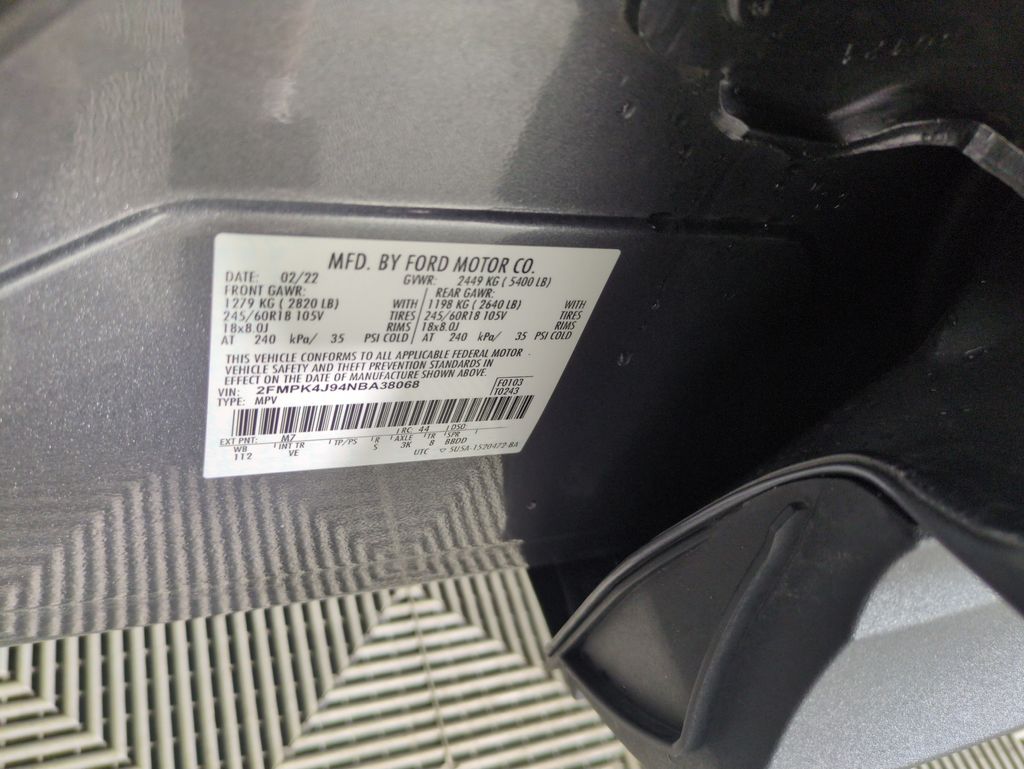 MFD. BY FORD MOTOR CO.
DATE: 02/22 GVWR: 2449 KG ( 5400 LB)
FRONT GAWR: REAR GAWR:
1279 KG ( 2820 LB) WITH 1198 KG ( 2640 LB) WITH
245/60R18 105V TIRES 245/60R18 105V TIRES
18x8.0J RIMS 18x8.0J RIMS
AT 240 kPa/ 35 PSI COLD AT 240 kPa/ 35 PSI COLD
THIS VEHICLE CONFORMS TO ALL APPLICABLE FEDERAL MOTOR
VEHICLE SAFETY AND THEFT PREVENTION STANDARDS IN
EFFECT ON THE DATE OF MANUFACTURE SHOWN ABOVE.
VIN: 2FMPK4J94NBA38068 F0103
TYPE: MPV T0243
EXT PNT: M7 RC: 44 DSO:
WB INT TR TP/PS R AXLE TR SPR
112 VE S 3K 8 BBDD
UTC ▽ 5USA-1520472-BA